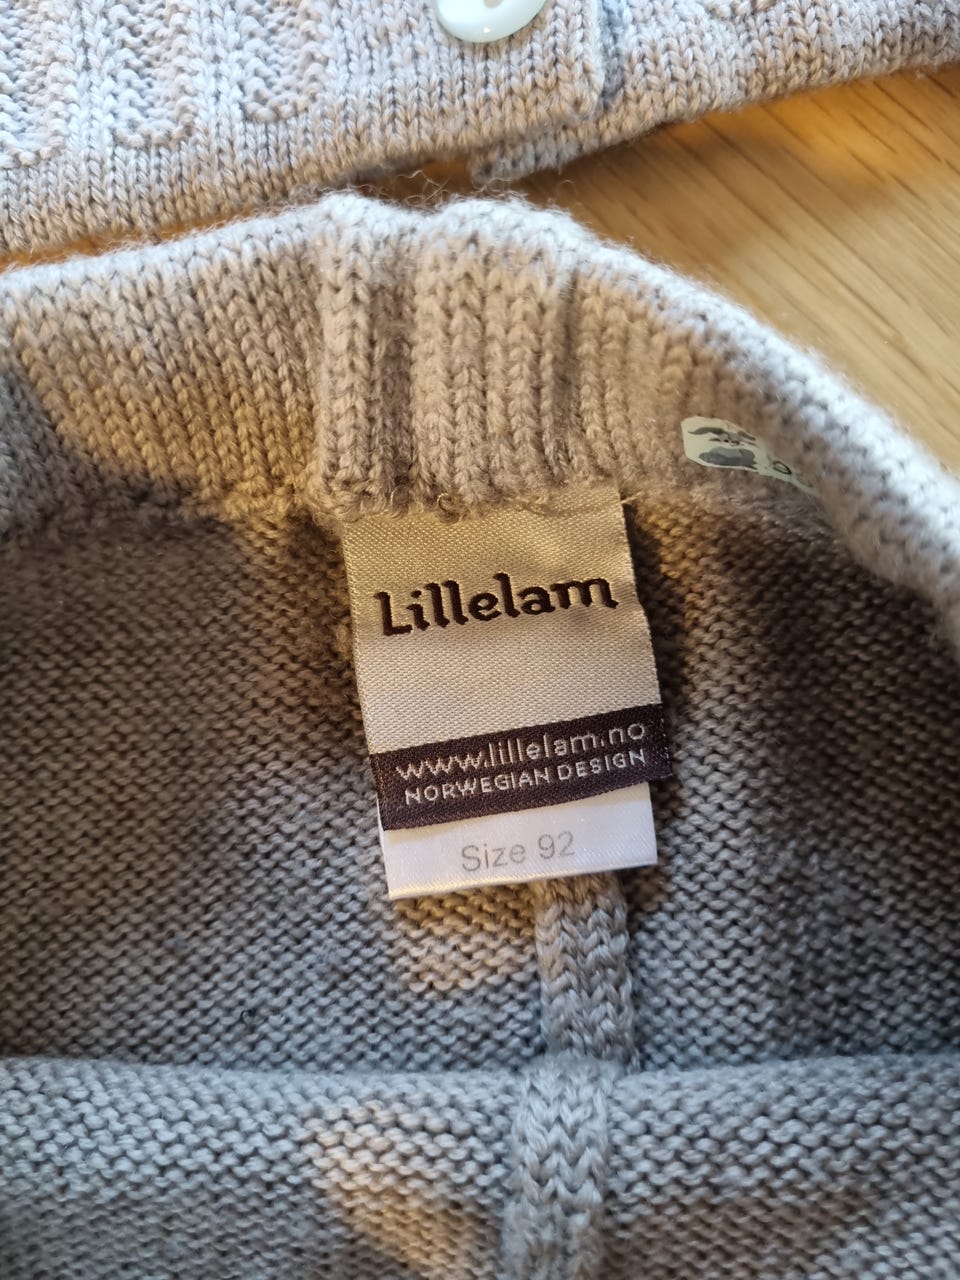 Lillelam
www.lillelam.no
NORWEGIAN DESIGN
Size 92